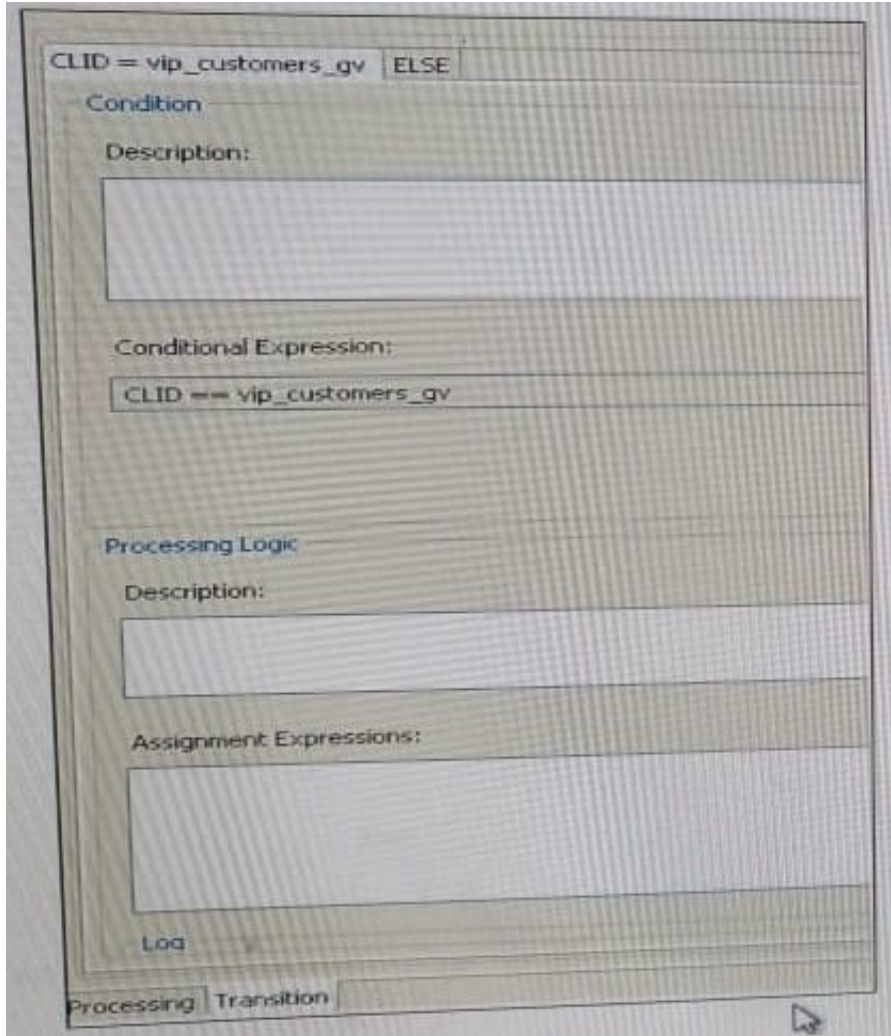 CLID = vip_customers_gv ELSE
Condition
Description:
Conditional Expression:
CLID == vip_customers_gv
Processing Logic
Description:
Assignment Expressions:
Log
Processing Transition